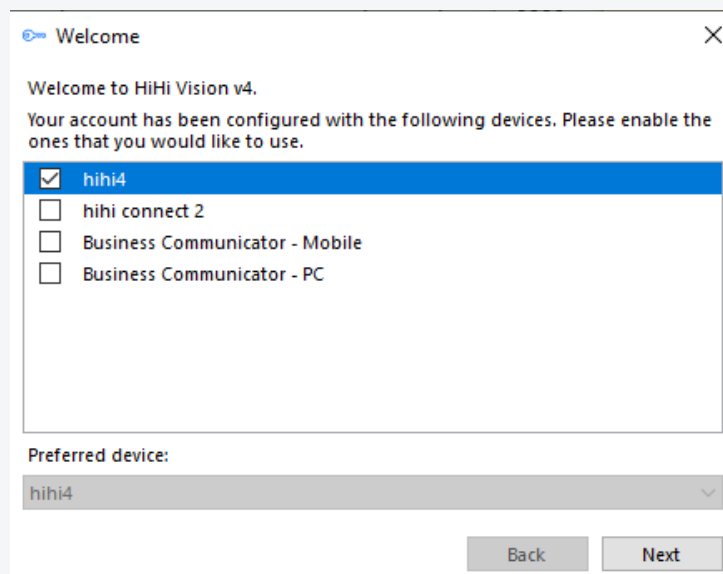 Welcome
Welcome to HiHi Vision v4.
Your account has been configured with the following devices. Please enable the
ones that you would like to use.
hihi4
hihi connect 2
Business Communicator - Mobile
Business Communicator - PC
Preferred device:
hihi4
Back Next